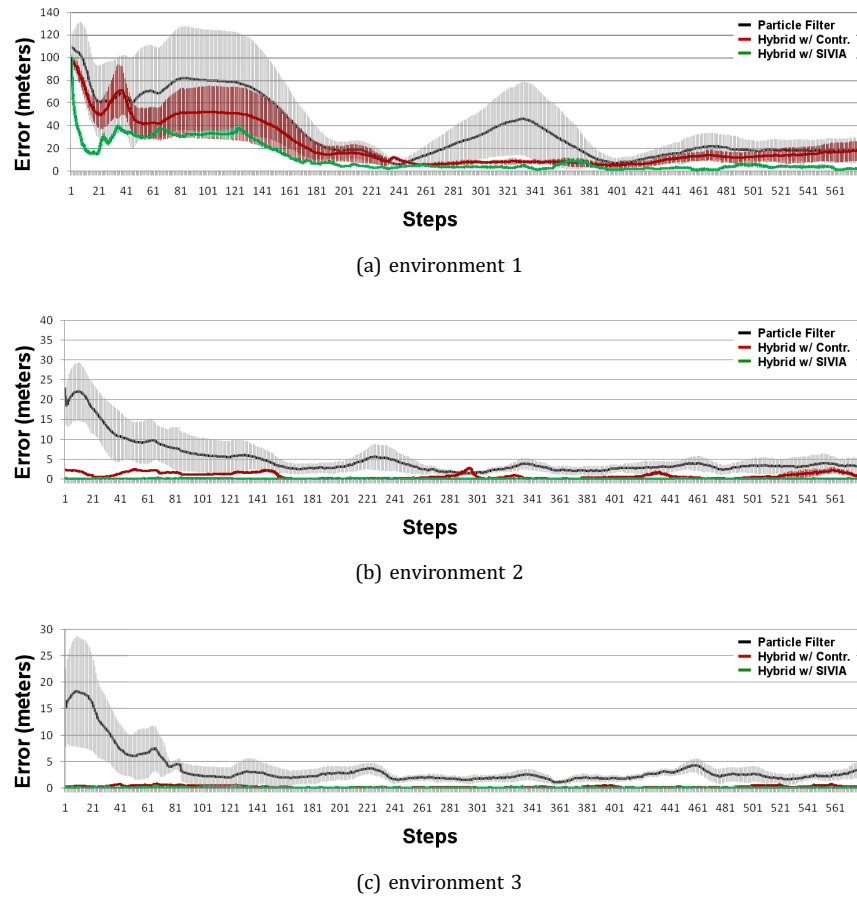 140
120
100
80
60
40
20
0
Error (meters)
Particle Filter
Hybrid w/ Contr.
Hybrid w/ SIVIA
1 21 41 61 81 101 121 141 161 181 201 221 241 261 281 301 321 341 361 381 401 421 441 461 481 501 521 541 561
Steps
(a) environment 1
40
35
30
25
20
15
10
5
0
Error (meters)
Particle Filter
Hybrid w/ Contr.
Hybrid w/ SIVIA
1 21 41 61 81 101 121 141 161 181 201 221 241 261 281 301 321 341 361 381 401 421 441 461 481 501 521 541 561
Steps
(b) environment 2
30
25
20
15
10
5
0
Error (meters)
Particle Filter
Hybrid w/ Contr.
Hybrid w/ SIVIA
1 21 41 61 81 101 121 141 161 181 201 221 241 261 281 301 321 341 361 381 401 421 441 461 481 501 521 541 561
Steps
(c) environment 3